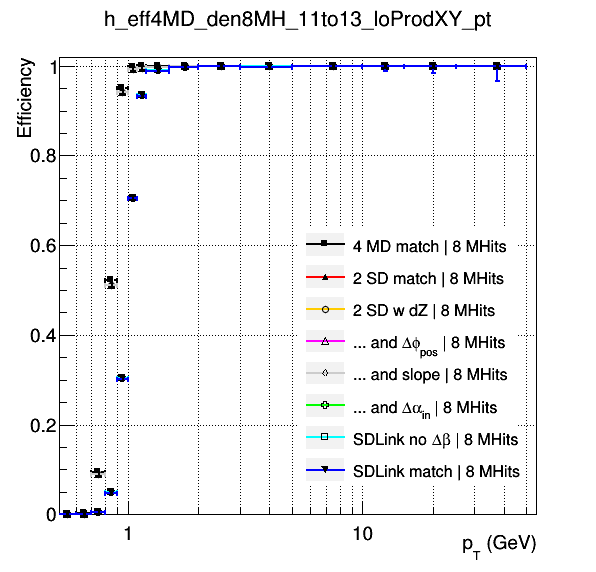 h_eff4MD_den8MH_11to13_loProdXY_pt
Efficiency
1
0.8
0.6
0.4
0.2
0
4 MD match | 8 MHits
2 SD match | 8 MHits
2 SD w dZ | 8 MHits
... and Δϕpos | 8 MHits
... and slope | 8 MHits
... and Δαin | 8 MHits
SDLink no Δβ | 8 MHits
SDLink match | 8 MHits
1 10
pT (GeV)